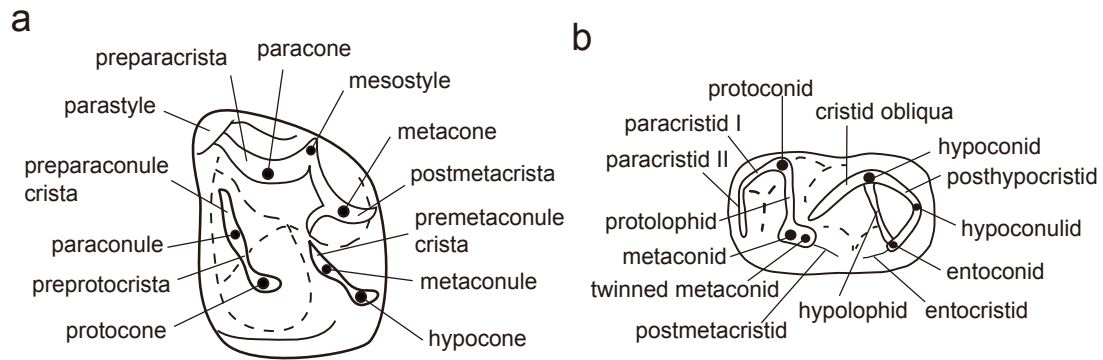 a
paracone
preparacrista
mesostyle
parastyle
metacone
preparaconule
crista
postmetacrista
premetaconule
crista
paraconule
preprotocrista
metaconule
protocone
hypocone
b
protoconid
cristid obliqua
paracristid I
hypoconid
paracristid II
posthypocristid
protolophid
hypoconulid
metaconid
entoconid
twinned metaconid
hypolophid
entocristid
postmetacristid